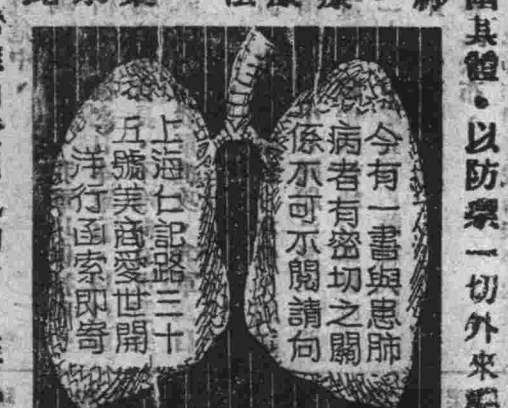 其體・以防禦一切外來
今有一書與患肺
病者有密切之關
係不可不閱請向
上海仁記路三十
五號美商愛世開
洋行函索即寄